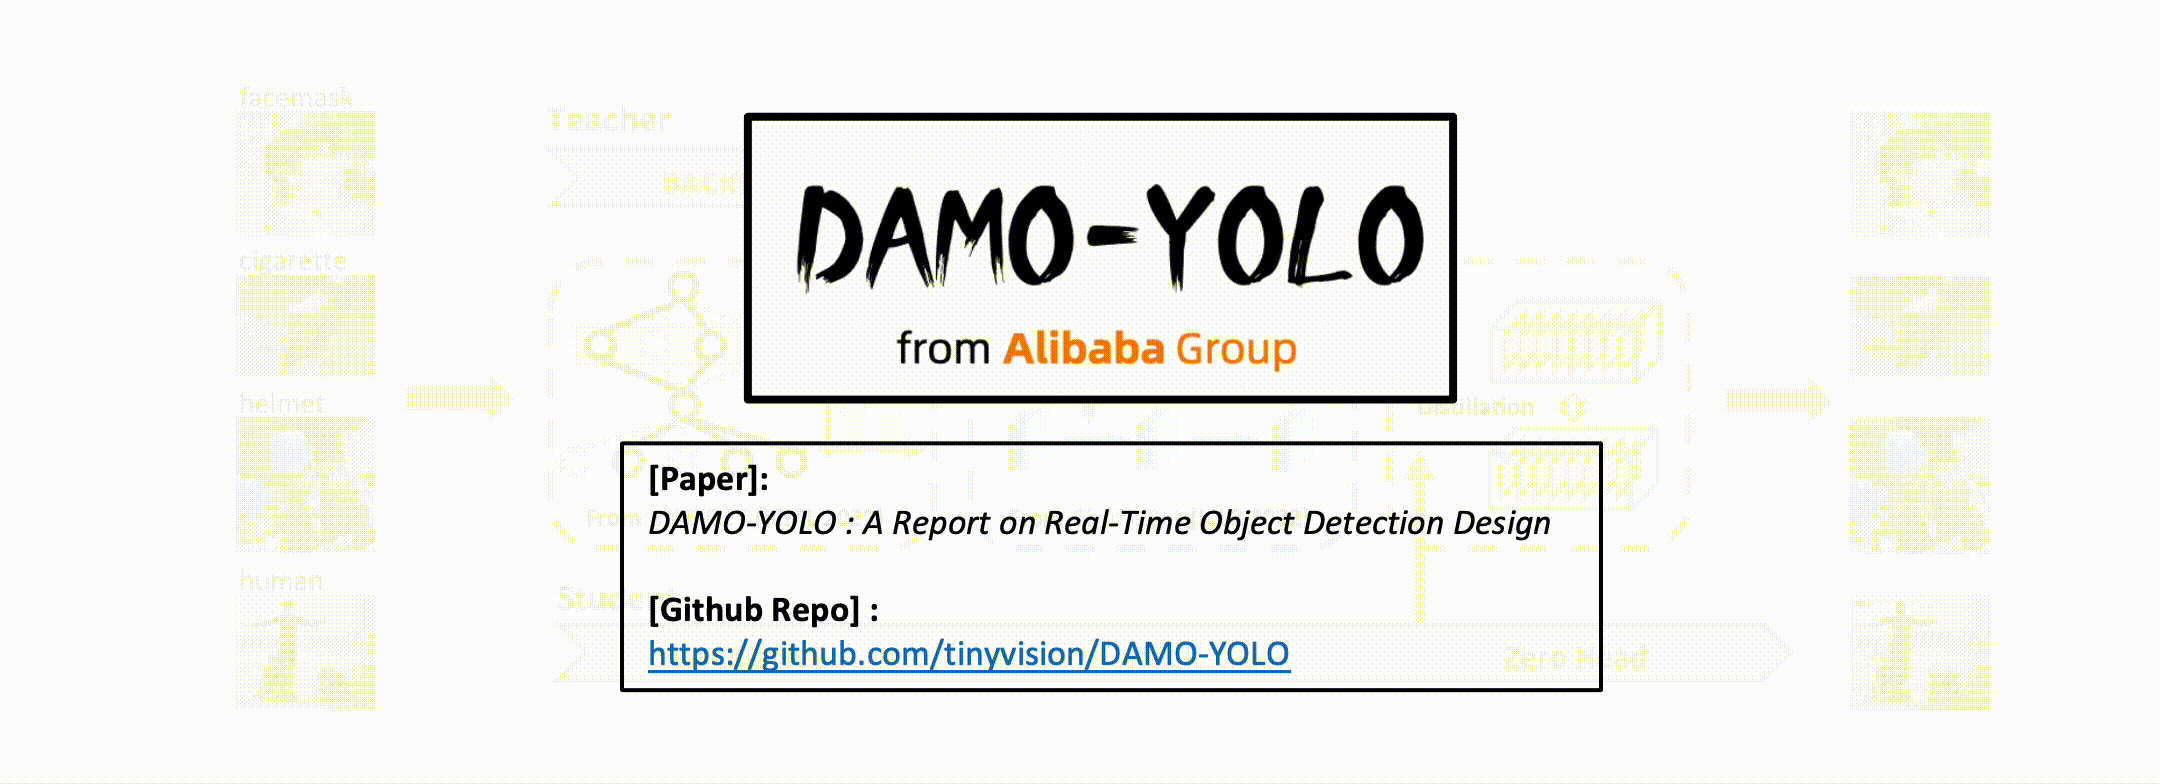 facemask
Teacher
cigarette
helmet
human
DAMO-YOLO
from Alibaba Group
Distillation
[Paper]:
DAMO-YOLO : A Report on Real-Time Object Detection Design
[Github Repo] :
https://github.com/tinyvision/DAMO-YOLO
Student
Zero Head